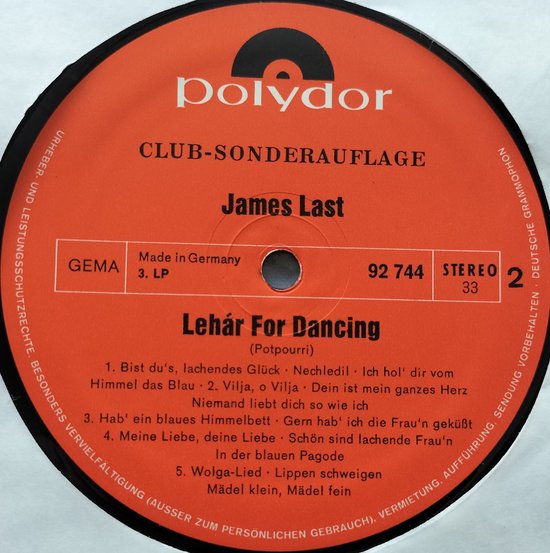 polydor
CLUB-SONDERAUFLAGE
James Last
GEMA
Made in Germany
3. LP
92 744
STEREO
33
2
Lehár For Dancing
(Potpourri)
1. Bist du's, lachendes Glück · Nechledil · Ich hol' dir vom
Himmel das Blau · 2. Vilja, o Vilja · Dein ist mein ganzes Herz
Niemand liebt dich so wie ich
3. Hab' ein blaues Himmelbett · Gern hab' ich die Frau'n geküßt
4. Meine Liebe, deine Liebe · Schön sind lachende Frau'n
In der blauen Pagode
5. Wolga-Lied · Lippen schweigen
Mädel klein, Mädel fein
URHEBER- UND LEISTUNGSSCHUTZRECHTE, BESONDERS VERVIELFÄLTIGUNG (AUSSER ZUM PERSÖNLICHEN GEBRAUCH), VERMIETUNG, AUFFÜHRUNG, SENDUNG VORBEHALTEN · DEUTSCHE GRAMMOPHON